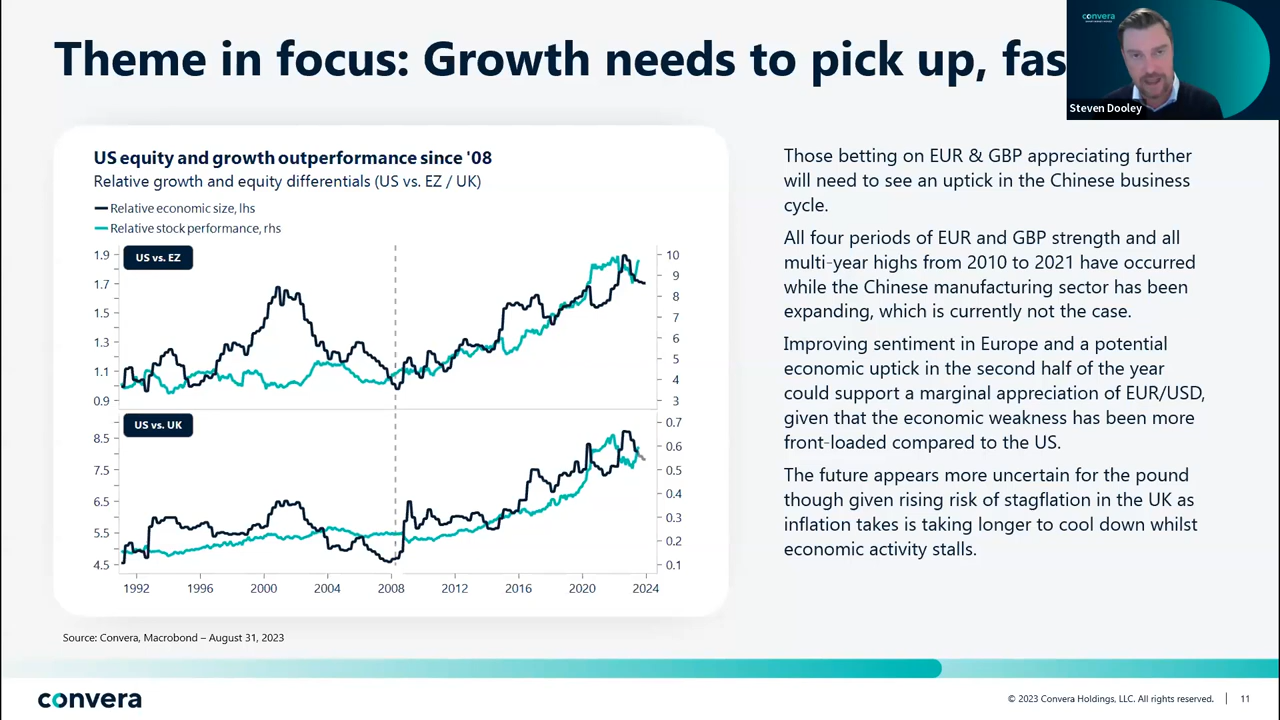 convera
Steven Dooley
Theme in focus: Growth needs to pick up, fas
US equity and growth outperformance since '08
Relative growth and equity differentials (US vs. EZ / UK)
Relative economic size, lhs
Relative stock performance, rhs
US vs. EZ
1.9
1.7
1.5
1.3
1.1
0.9
10
9
8
7
6
5
4
3
US vs. UK
8.5
7.5
6.5
5.5
4.5
0.7
0.6
0.5
0.4
0.3
0.2
0.1
1992 1996 2000 2004 2008 2012 2016 2020 2024
Source: Convera, Macrobond – August 31, 2023
Those betting on EUR & GBP appreciating further
will need to see an uptick in the Chinese business
cycle.
All four periods of EUR and GBP strength and all
multi-year highs from 2010 to 2021 have occurred
while the Chinese manufacturing sector has been
expanding, which is currently not the case.
Improving sentiment in Europe and a potential
economic uptick in the second half of the year
could support a marginal appreciation of EUR/USD,
given that the economic weakness has been more
front-loaded compared to the US.
The future appears more uncertain for the pound
though given rising risk of stagflation in the UK as
inflation takes is taking longer to cool down whilst
economic activity stalls.
convera
© 2023 Convera Holdings, LLC. All rights reserved. | 11